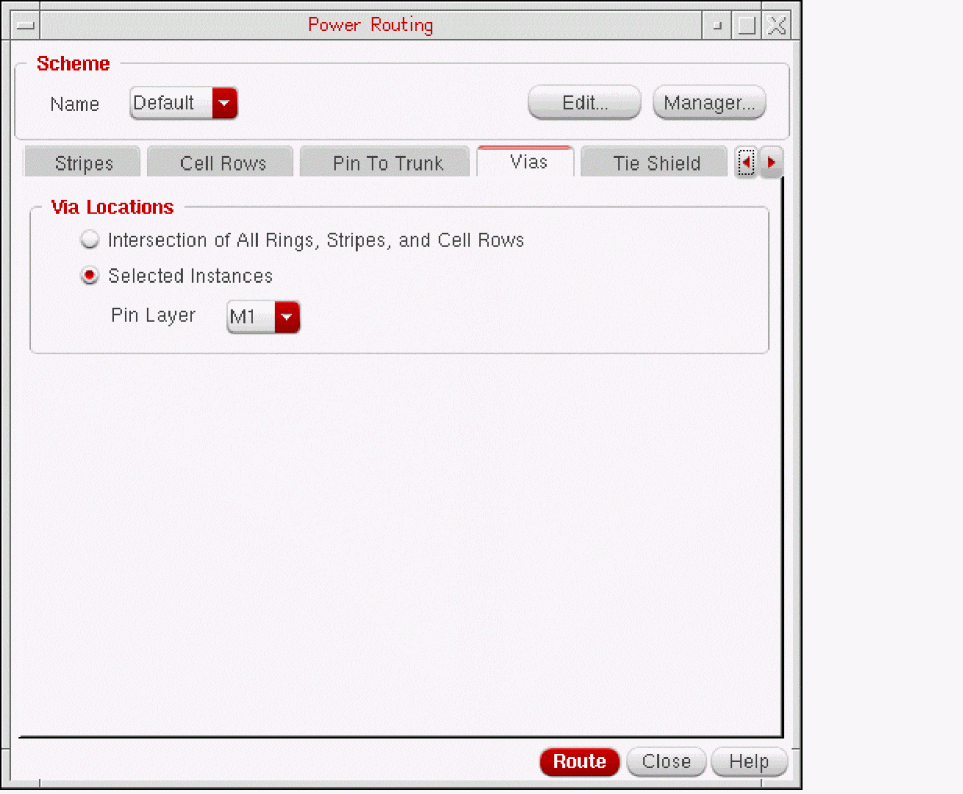 Power Routing
Scheme
Name Default Edit... Manager...
Stripes Cell Rows Pin To Trunk Vias Tie Shield
Via Locations
Intersection of All Rings, Stripes, and Cell Rows
Selected Instances
Pin Layer M1
Route Close Help